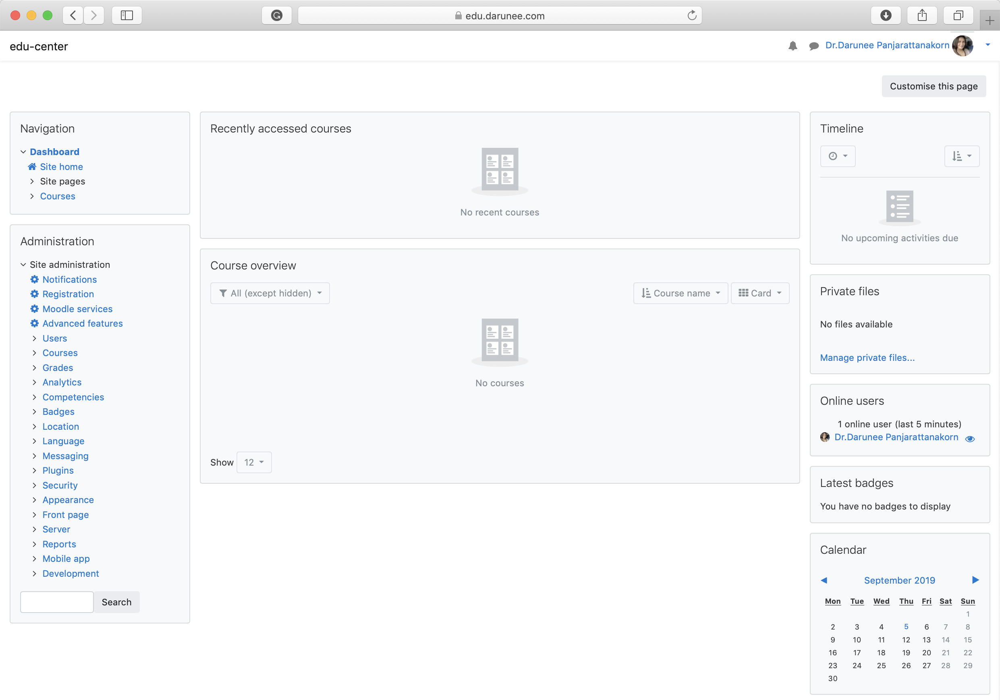 edu.darunee.com
edu-center
Dr.Darunee Panjarattanakorn
Customise this page
Navigation
Dashboard
Site home
Site pages
Courses
Administration
Site administration
Notifications
Registration
Moodle services
Advanced features
Users
Courses
Grades
Analytics
Competencies
Badges
Location
Language
Messaging
Plugins
Security
Appearance
Front page
Server
Reports
Mobile app
Development
Search
Recently accessed courses
No recent courses
Course overview
All (except hidden)
Course name
Card
No courses
Show 12
Timeline
No upcoming activities due
Private files
No files available
Manage private files...
Online users
1 online user (last 5 minutes)
Dr.Darunee Panjarattanakorn
Latest badges
You have no badges to display
Calendar
September 2019
Mon Tue Wed Thu Fri Sat Sun
1
2 3 4 5 6 7 8
9 10 11 12 13 14 15
16 17 18 19 20 21 22
23 24 25 26 27 28 29
30